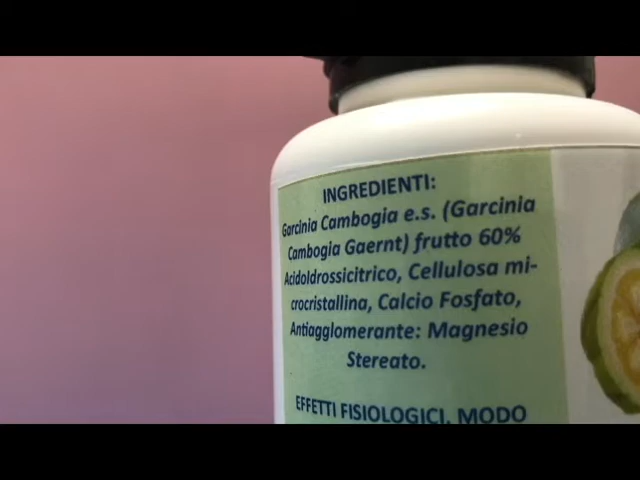 INGREDIENTI:
Garcinia Cambogia e.s. (Garcinia
Cambogia Gaernt) frutto 60%
Acidoldrossicitrico, Cellulosa mi-
crocristallina, Calcio Fosfato,
Antiagglomerante: Magnesio
Stereato.
EFFETTI FISIOLOGICI, MODO